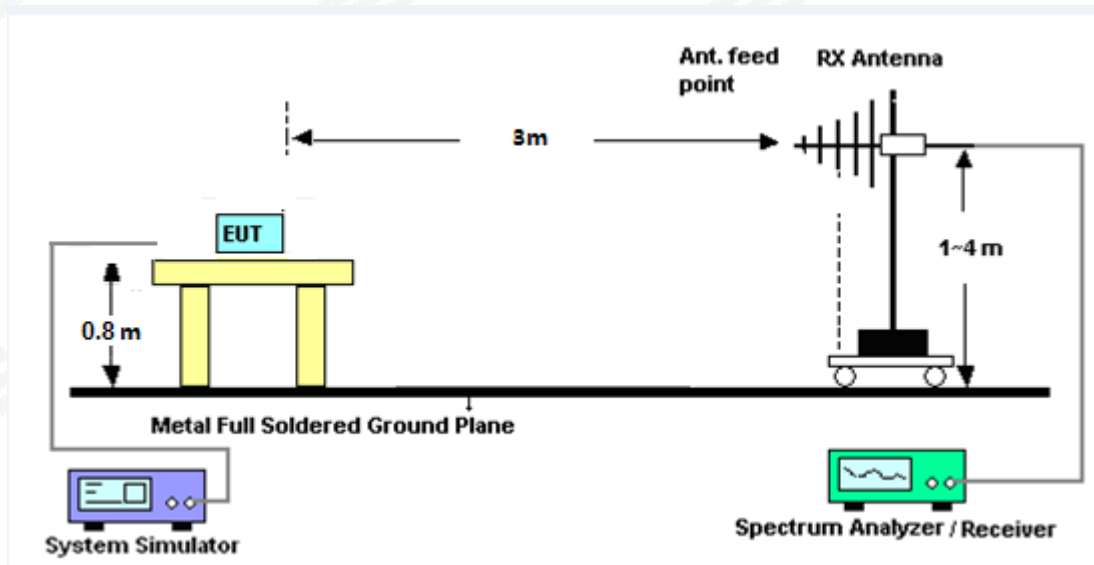 Ant. feed
point
RX Antenna
3m
EUT
1~4 m
0.8 m
Metal Full Soldered Ground Plane
System Simulator
Spectrum Analyzer / Receiver